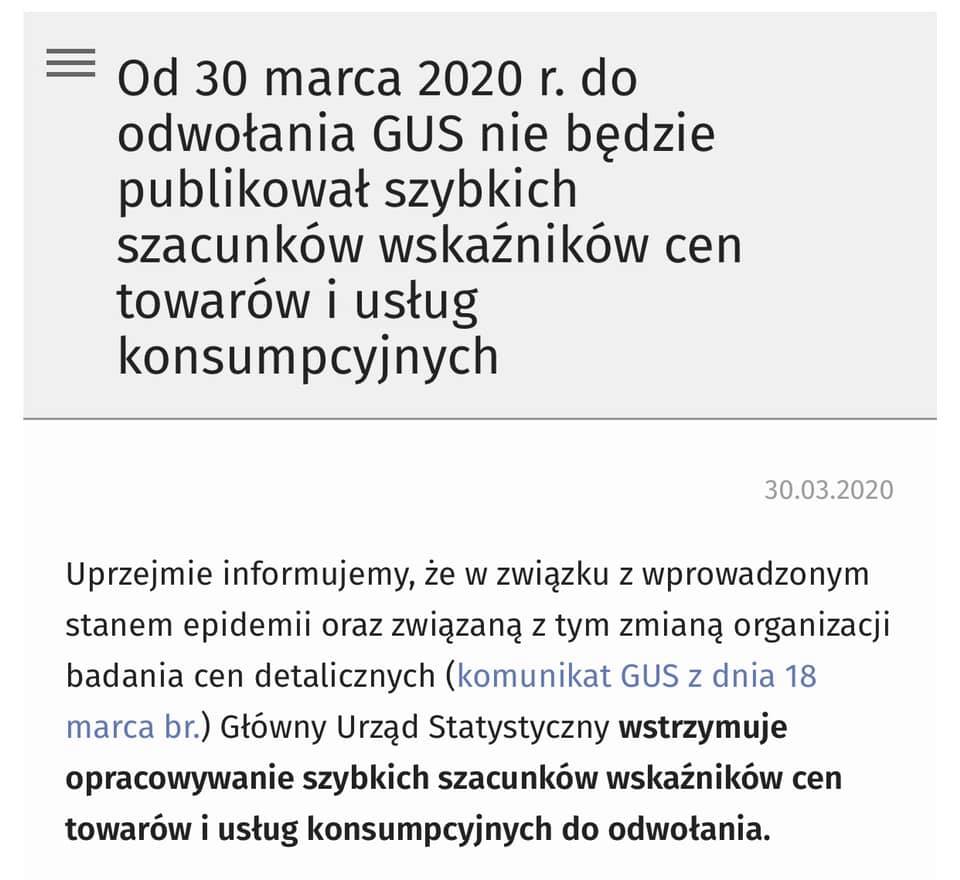 Od 30 marca 2020 r. do
odwołania GUS nie będzie
publikował szybkich
szacunków wskaźników cen
towarów i usług
konsumpcyjnych
30.03.2020
Uprzejmie informujemy, że w związku z wprowadzonym
stanem epidemii oraz związaną z tym zmianą organizacji
badania cen detalicznych (komunikat GUS z dnia 18
marca br.) Główny Urząd Statystyczny wstrzymuje
opracowywanie szybkich szacunków wskaźników cen
towarów i usług konsumpcyjnych do odwołania.